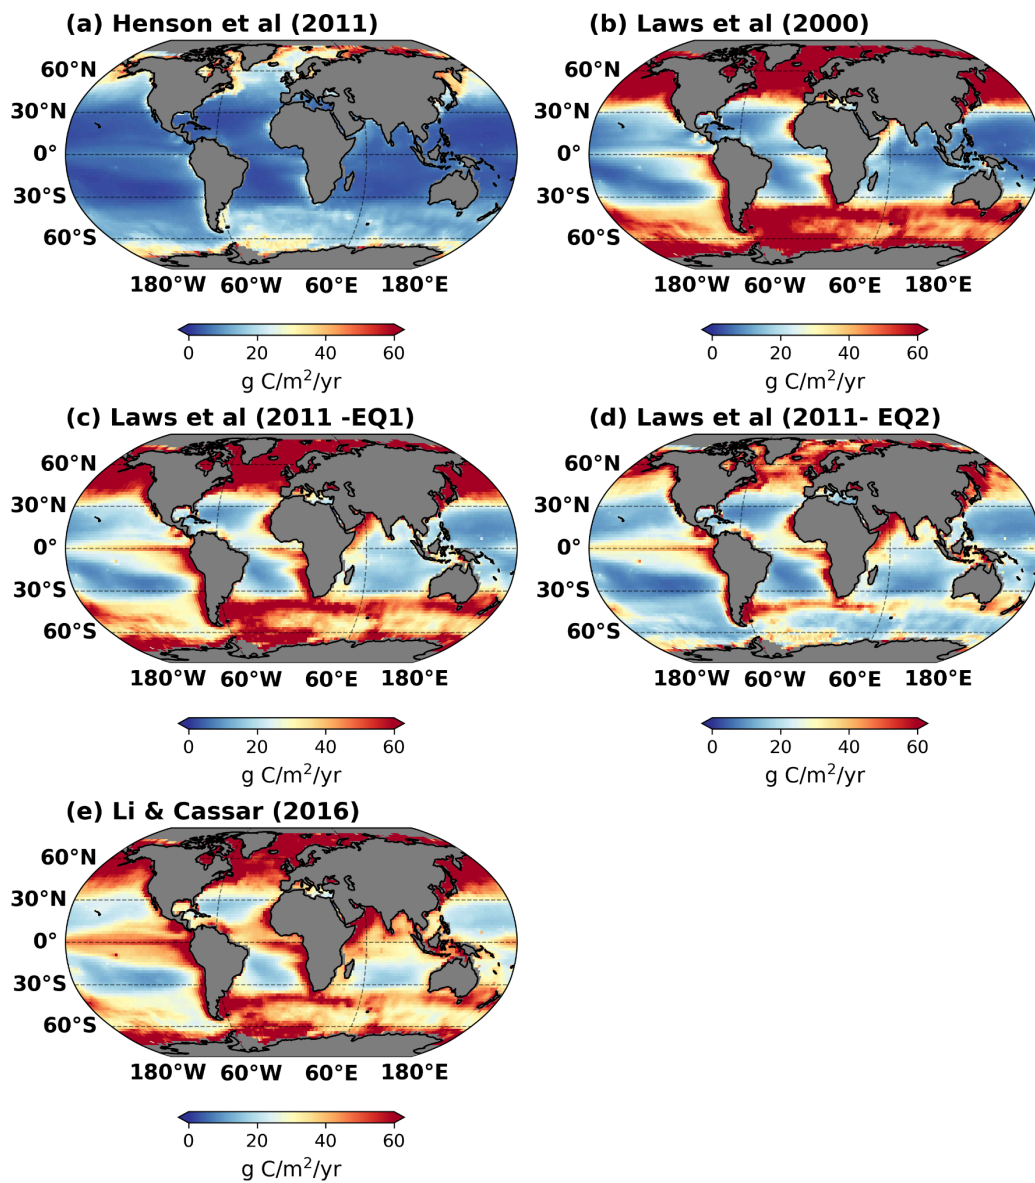 (a) Henson et al (2011)
60°N
30°N
0°
30°S
60°S
180°W 60°W 60°E 180°E
0 20 40 60
g C/m²/yr
(b) Laws et al (2000)
60°N
30°N
0°
30°S
60°S
180°W 60°W 60°E 180°E
0 20 40 60
g C/m²/yr
(c) Laws et al (2011 -EQ1)
60°N
30°N
0°
30°S
60°S
180°W 60°W 60°E 180°E
0 20 40 60
g C/m²/yr
(d) Laws et al (2011- EQ2)
60°N
30°N
0°
30°S
60°S
180°W 60°W 60°E 180°E
0 20 40 60
g C/m²/yr
(e) Li & Cassar (2016)
60°N
30°N
0°
30°S
60°S
180°W 60°W 60°E 180°E
0 20 40 60
g C/m²/yr